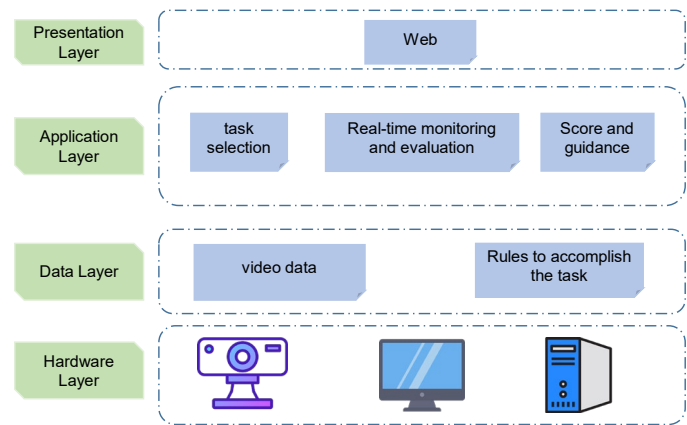 Presentation
Layer
Web
Application
Layer
task
selection
Real-time monitoring
and evaluation
Score and
guidance
Data Layer
video data
Rules to accomplish
the task
Hardware
Layer